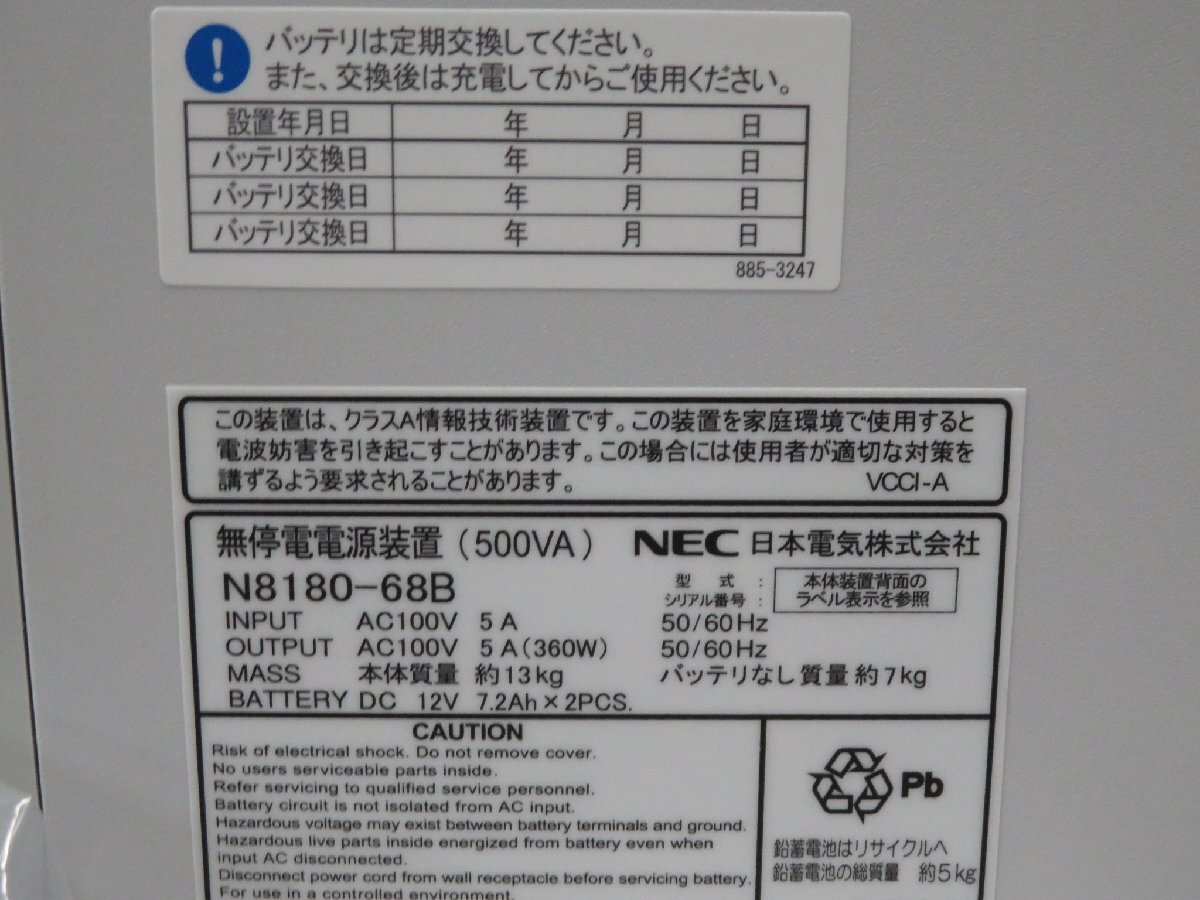 バッテリは定期交換してください。
また、交換後は充電してからご使用ください。
設置年月日 年 月 日
バッテリ交換日 年 月 日
バッテリ交換日 年 月 日
バッテリ交換日 年 月 日
885-3247
この装置は、クラスA情報技術装置です。この装置を家庭環境で使用すると
電波妨害を引き起こすことがあります。この場合には使用者が適切な対策を
講ずるよう要求されることがあります。 VCCI-A
無停電電源装置(500VA) NEC 日本電気株式会社
N8180-68B
型 式 :
シリアル番号 :
本体装置背面の
ラベル表示を参照
INPUT AC100V 5A 50/60Hz
OUTPUT AC100V 5A(360W) 50/60Hz
MASS 本体質量 約13kg バッテリなし質量 約7kg
BATTERY DC 12V 7.2Ah×2PCS.
CAUTION
Risk of electrical shock. Do not remove cover.
No users serviceable parts inside.
Refer servicing to qualified service personnel.
Battery circuit is not isolated from AC input.
Hazardous voltage may exist between battery terminals and ground.
Hazardous live parts inside energized from battery even when
input AC disconnected.
Disconnect power cord from wall receptacle before servicing battery.
For use in a controlled environment.
Pb
鉛蓄電池はリサイクルへ
鉛蓄電池の総質量 約5kg